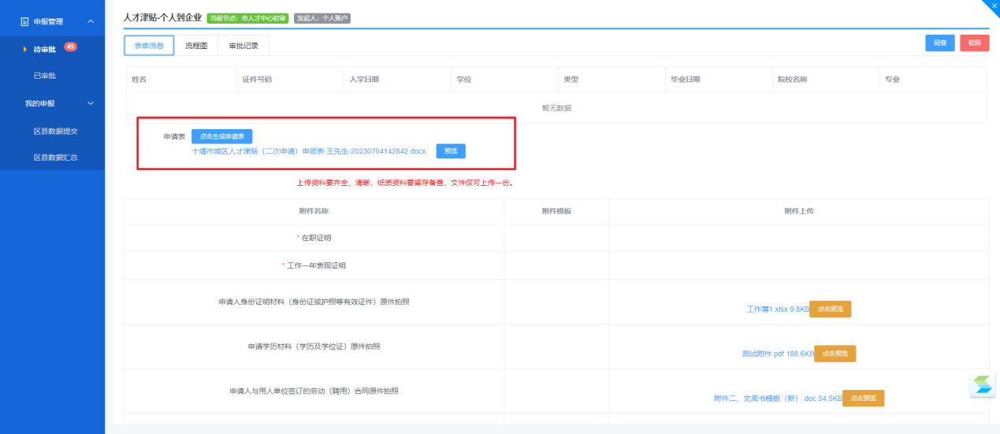 人才津贴-个人到企业 当前节点：市人才中心初审 发起人：个人账户
申报管理
待审批 45
已审批
我的申报
区县数据提交
区县数据汇总
表单信息 流程图 审批记录 同意 驳回
姓名 证件号码 入学日期 学位 类型 毕业日期 院校名称 专业
暂无数据
申请表 点击生成申请表
十堰市城区人才津贴（二次申请）申领表-王先生-20230704142842.docx 预览
上传资料要齐全、清晰，纸质资料要留存备查，文件仅可上传一份。
附件名称 附件模板 附件上传
* 在职证明
* 工作一年表现证明
申请人身份证明材料（身份证或护照等有效证件）原件拍照 工作簿1.xlsx 9.8KB 点击预览
申请学历材料（学历及学位证）原件拍照 测试附件.pdf 188.6KB 点击预览
申请人与用人单位签订的劳动（聘用）合同原件拍照 附件二、交底书模板（新）.doc 54.5KB 点击预览